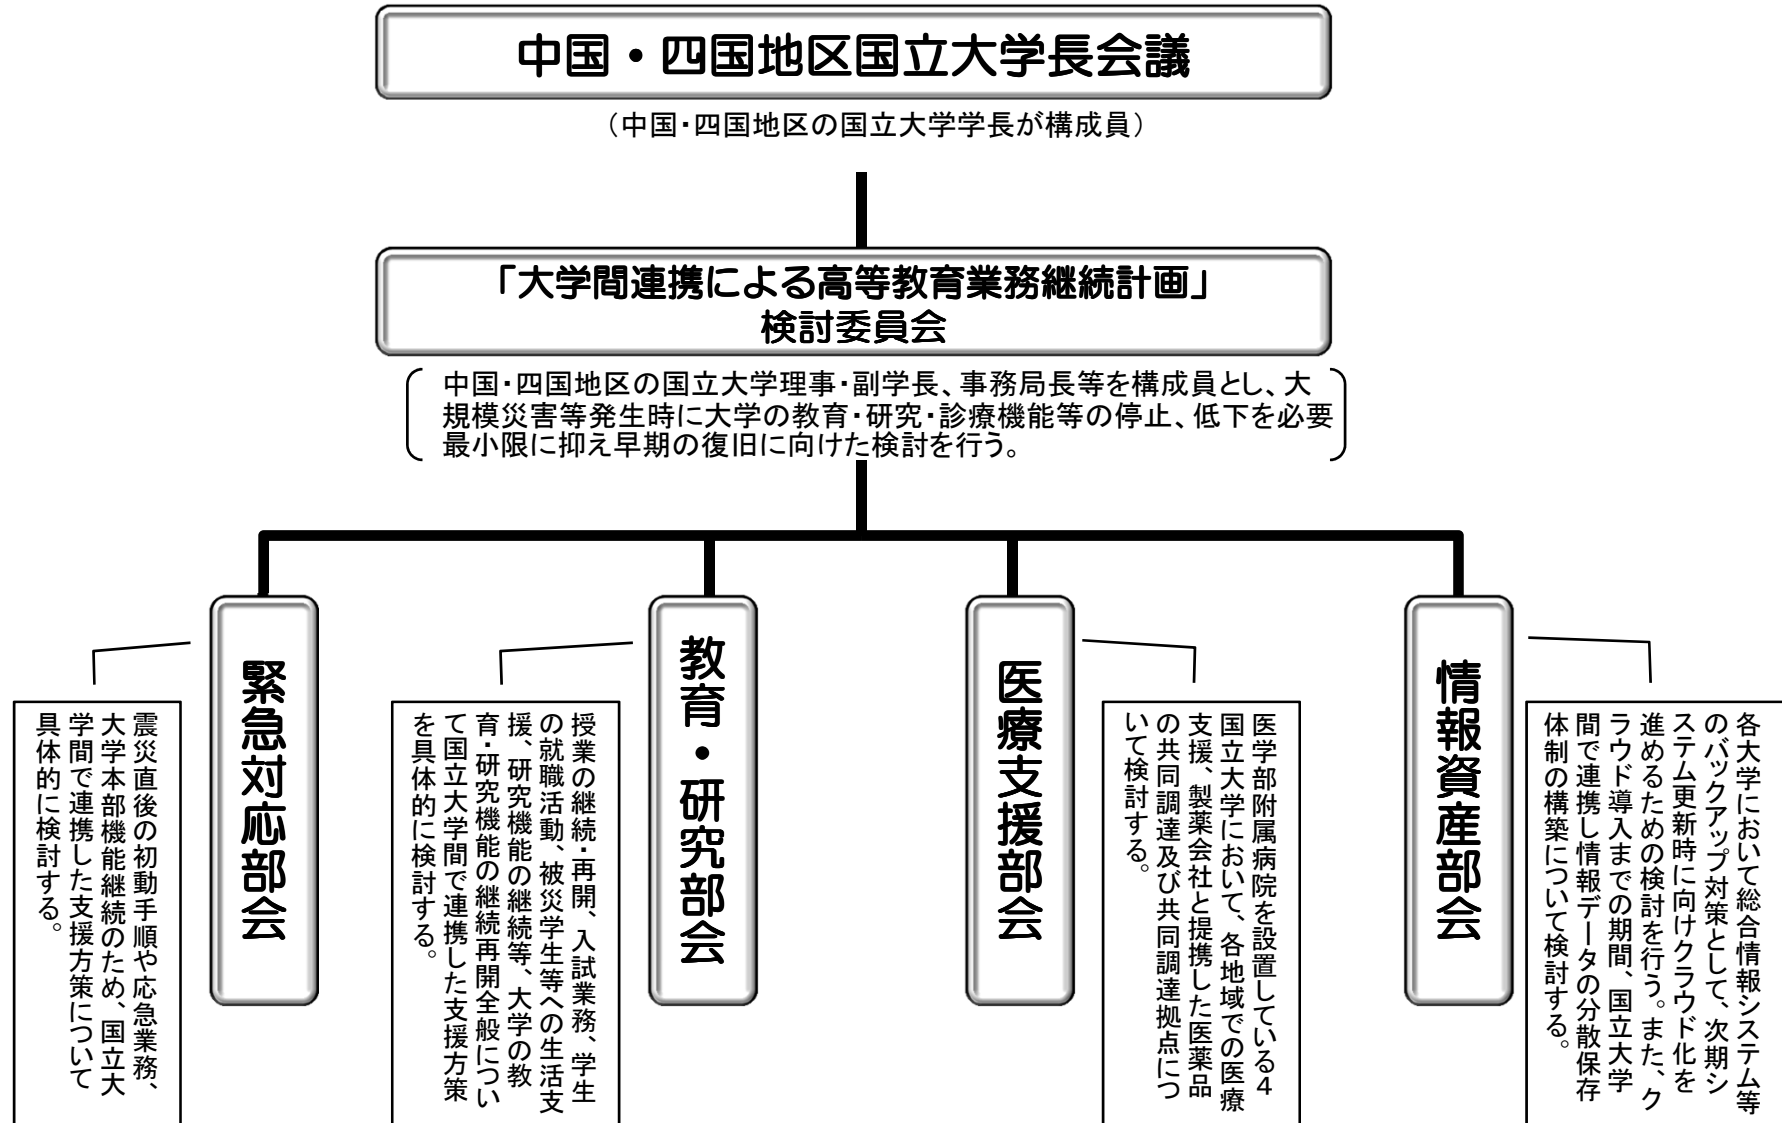 中国・四国地区国立大学長会議
（中国・四国地区の国立大学学長が構成員）
「大学間連携による高等教育業務継続計画」
検討委員会
中国・四国地区の国立大学理事・副学長、事務局長等を構成員とし、大
規模災害等発生時に大学の教育・研究・診療機能等の停止、低下を必要
最小限に抑え早期の復旧に向けた検討を行う。
緊急対応部会
震災直後の初動手順や応急業務、
大学本部機能継続のため、国立大
学間で連携した支援方策について
具体的に検討する。
教育・研究部会
授業の継続・再開、入試業務、学生
の就職活動、被災学生等への生活支
援、研究機能の継続等、大学の教
育・研究機能の継続再開全般につい
て国立大学間で連携した支援方策
を具体的に検討する。
医療支援部会
医学部附属病院を設置している４
国立大学において、各地域での医療
支援、製薬会社と提携した医薬品
の共同調達及び共同調達拠点につ
いて検討する。
情報資産部会
各大学において総合情報システム等
のバックアップ対策として、次期シ
ステム更新時に向けクラウド化を
進めるための検討を行う。また、ク
ラウド導入までの期間、国立大学
間で連携し情報データの分散保存
体制の構築について検討する。